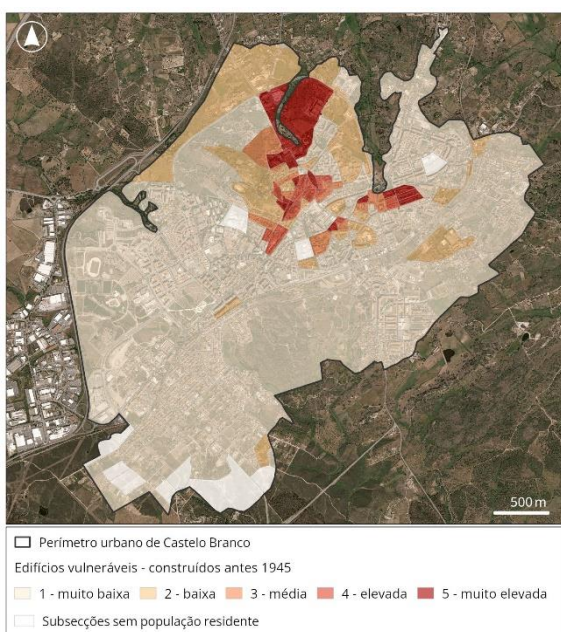 500 m
Perímetro urbano de Castelo Branco
Edifícios vulneráveis - construídos antes 1945
1 - muito baixa 2 - baixa 3 - média 4 - elevada 5 - muito elevada
Subsecções sem população residente